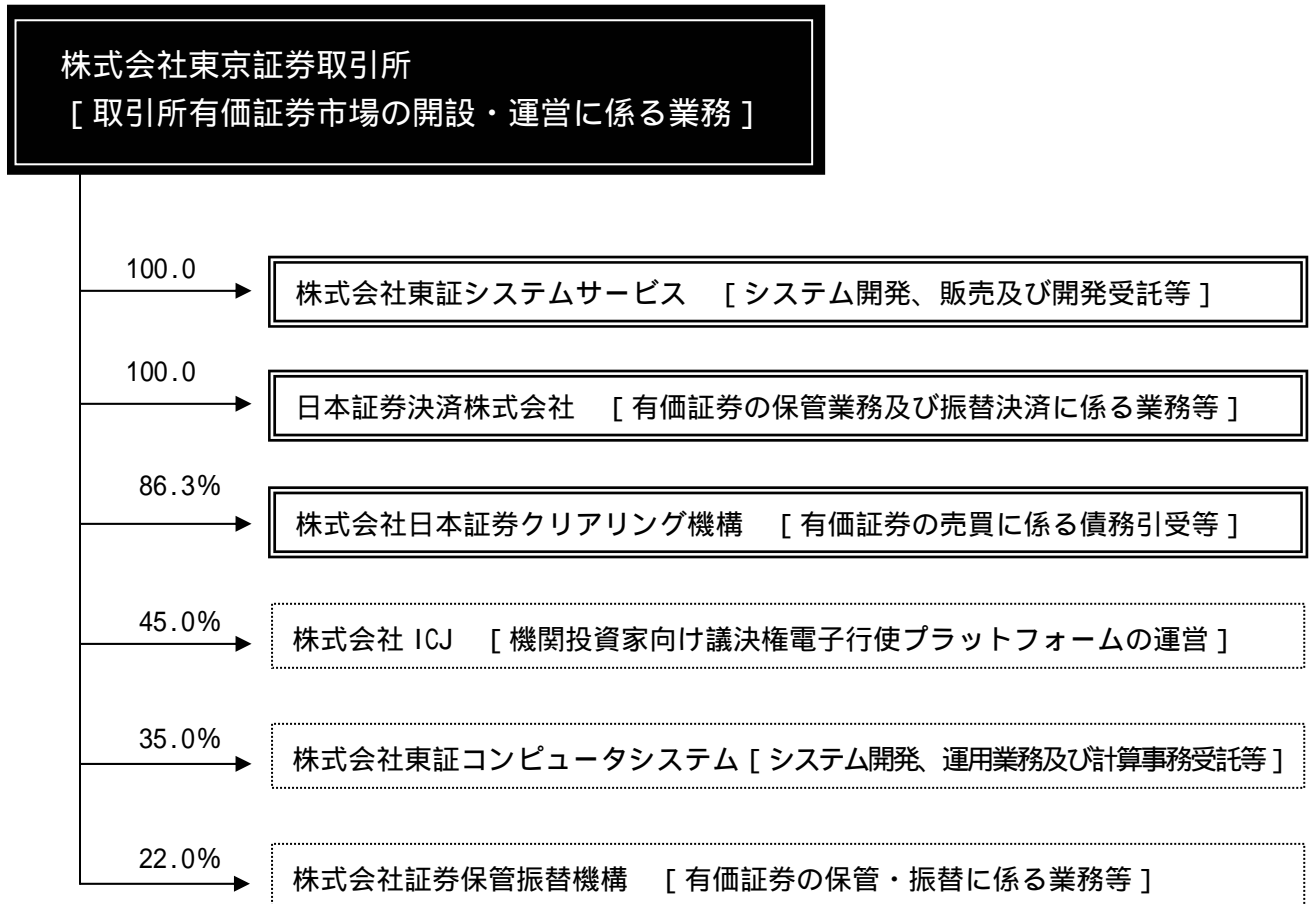 株式会社東京証券取引所
[ 取引所有価証券市場の開設・運営に係る業務 ]
100.0
株式会社東証システムサービス [ システム開発、販売及び開発受託等 ]
100.0
日本証券決済株式会社 [ 有価証券の保管業務及び振替決済に係る業務等 ]
86.3%
株式会社日本証券クリアリング機構 [ 有価証券の売買に係る債務引受等 ]
45.0%
株式会社 ICJ [ 機関投資家向け議決権電子行使プラットフォームの運営 ]
35.0%
株式会社東証コンピュータシステム [ システム開発、運用業務及び計算事務受託等 ]
22.0%
株式会社証券保管振替機構 [ 有価証券の保管・振替に係る業務等 ]